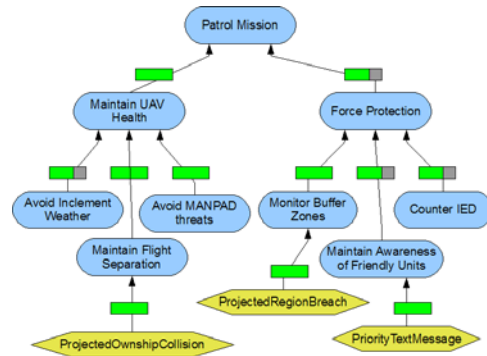 Patrol Mission
Maintain UAV
Health
Force Protection
Avoid Inclement
Weather
Avoid MANPAD
threats
Monitor Buffer
Zones
Counter IED
Maintain Flight
Separation
Maintain Awareness
of Friendly Units
ProjectedRegionBreach
ProjectedOwnshipCollision
PriorityTextMessage